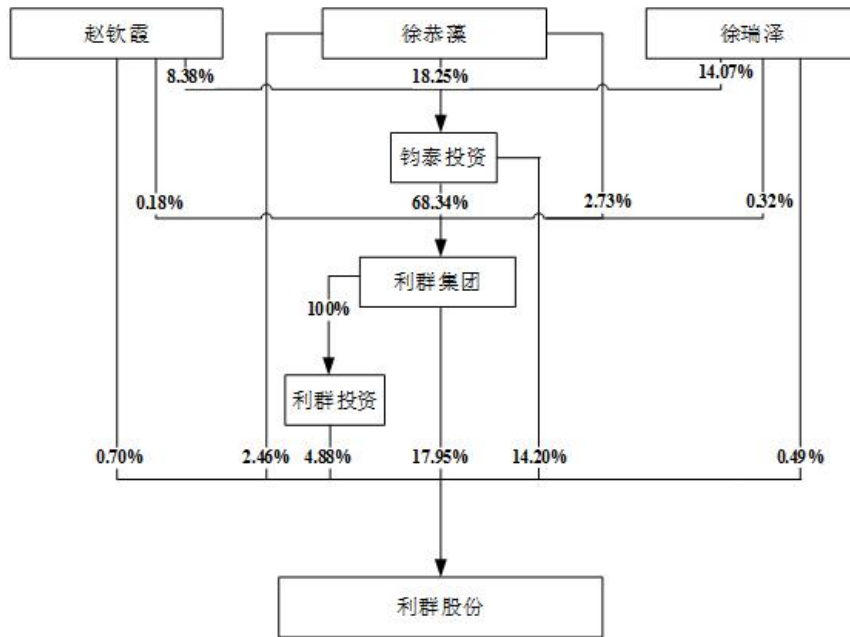 赵钦霞
徐恭藻
徐瑞泽
8.38%
18.25%
14.07%
钧泰投资
0.18%
68.34%
2.73%
0.32%
利群集团
100%
利群投资
0.70%
2.46%
4.88%
17.95%
14.20%
0.49%
利群股份